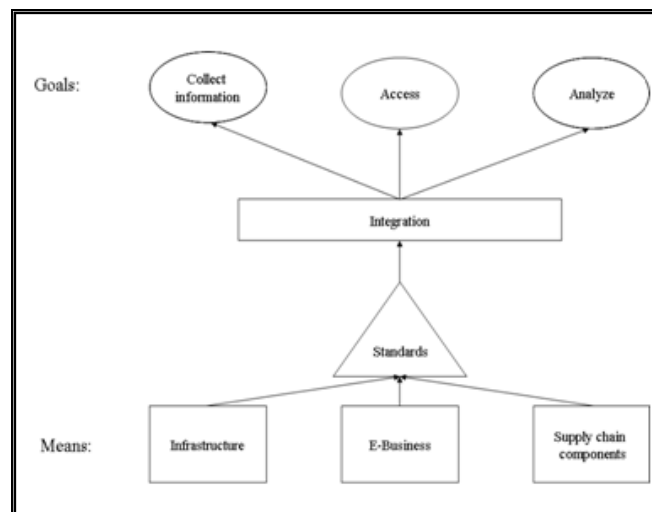 Goals:
Collect
information
Access
Analyze
Integration
Standards
Means:
Infrastructure
E-Business
Supply chain
components